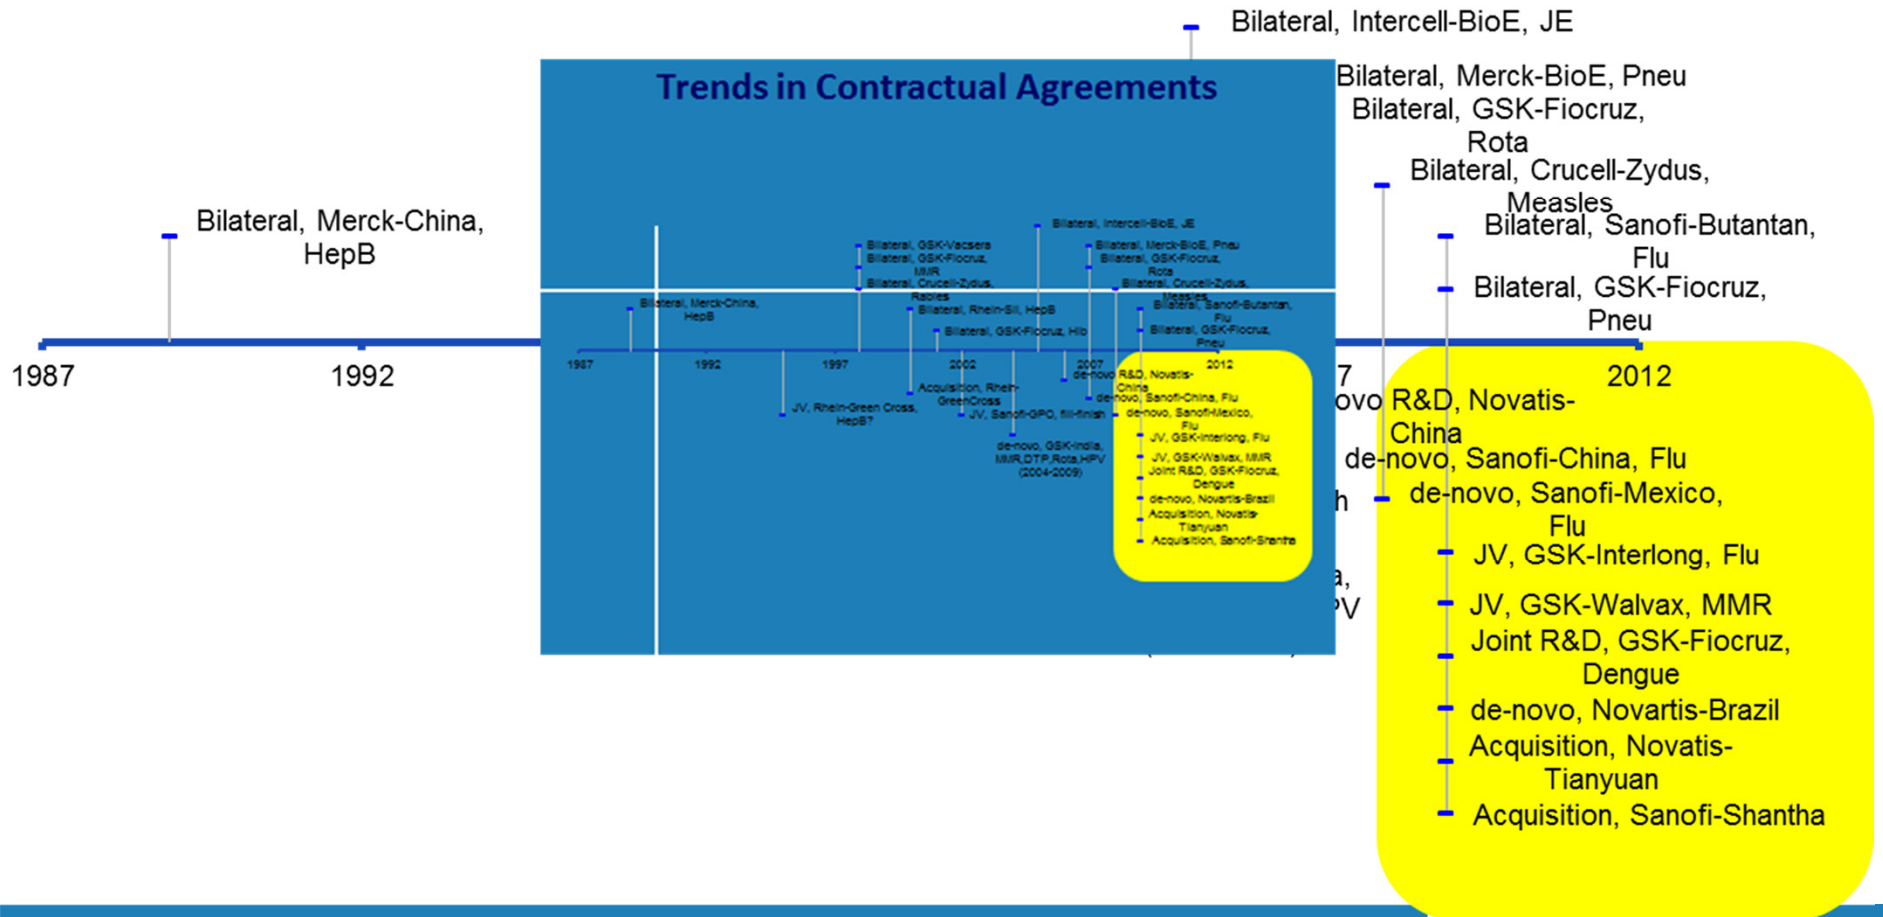 Bilateral, Intercell-BioE, JE
Bilateral, Merck-BioE, Pneu
Bilateral, GSK-Fiocruz,
Rota
Bilateral, Crucell-Zydus,
Measles
Bilateral, Merck-China,
HepB
Bilateral, Sanofi-Butantan,
Flu
Bilateral, GSK-Fiocruz,
Pneu
1987
1992
7
2012
ovo R&D, Novatis-
China
de-novo, Sanofi-China, Flu
h
de-novo, Sanofi-Mexico,
Flu
JV, GSK-Interlong, Flu
a,
PV
JV, GSK-Walvax, MMR
Joint R&D, GSK-Fiocruz,
Dengue
de-novo, Novartis-Brazil
Acquisition, Novatis-
Tianyuan
Acquisition, Sanofi-Shantha
Trends in Contractual Agreements
Bilateral, Intercell-BioE, JE
Bilateral, GSK-Vacsera
Bilateral, GSK-Fiocruz,
MMR
Bilateral, Crucell-Zydus,
Rabies
Bilateral, Merck-BioE, Pneu
Bilateral, GSK-Fiocruz,
Rota
Bilateral, Crucell-Zydus,
Measles
Bilateral, Merck-China,
HepB
Bilateral, Rhein-Sil, HepB
Bilateral, GSK-Fiocruz, Hib
Bilateral, Sanofi-Butantan,
Flu
Bilateral, GSK-Fiocruz,
Pneu
1987
1992
1997
2002
2007
2012
de-novo R&D, Novatis-
China
Acquisition, Rhein-
GreenCross
de-novo, Sanofi-China, Flu
JV, Rhein-Green Cross,
HepB?
JV, Sanofi-GPO, fill-finish
de-novo, Sanofi-Mexico,
Flu
de-novo, GSK-India,
MMR,DTP,Rota,HPV
(2004-2009)
JV, GSK-Interlong, Flu
JV, GSK-Walvax, MMR
Joint R&D, GSK-Fiocruz,
Dengue
de-novo, Novartis-Brazil
Acquisition, Novatis-
Tianyuan
Acquisition, Sanofi-Shantha